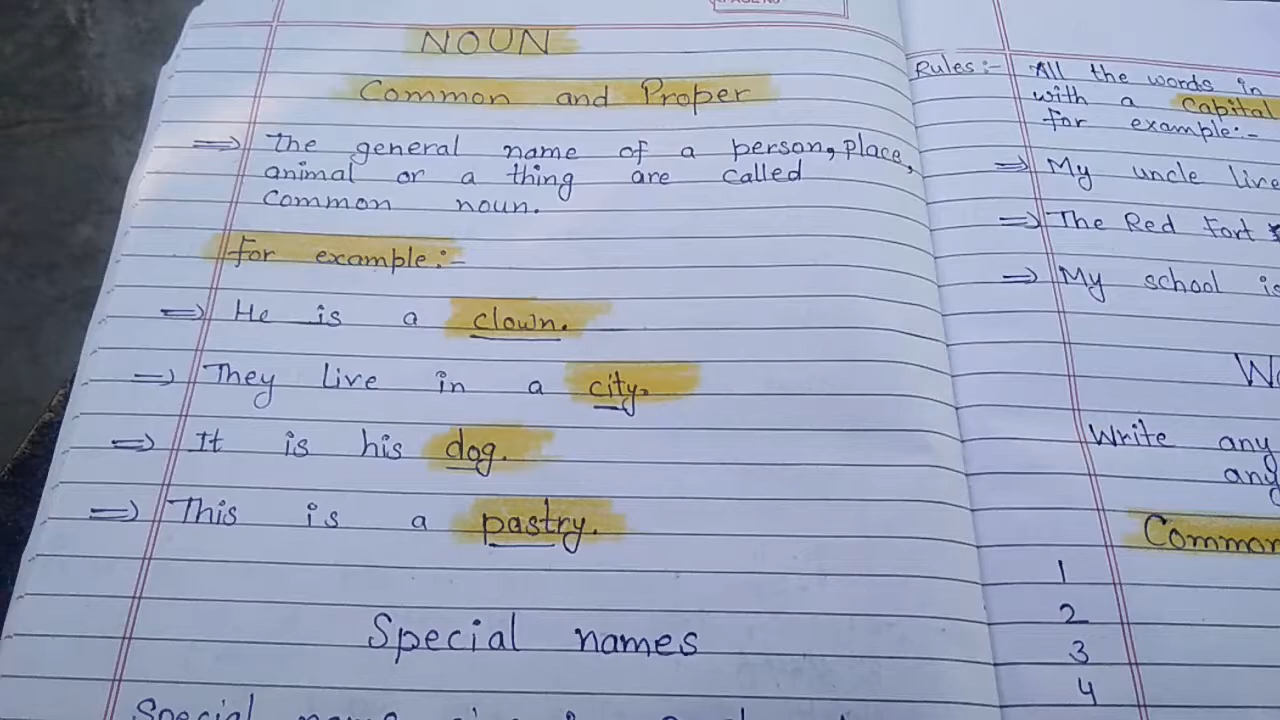 NOUN
Common and Proper
⇒ The general name of a person, place,
animal or a thing are called
common noun.
for example:-
⇒ He is a clown.
⇒ They live in a city.
⇒ It is his dog.
⇒ This is a pastry.
Special names
Special
Rules:- All the words in
with a Capital
for example:-
⇒ My uncle live
⇒ The Red Fort
⇒ My school is
Write any
any
Common
1
2
3
4